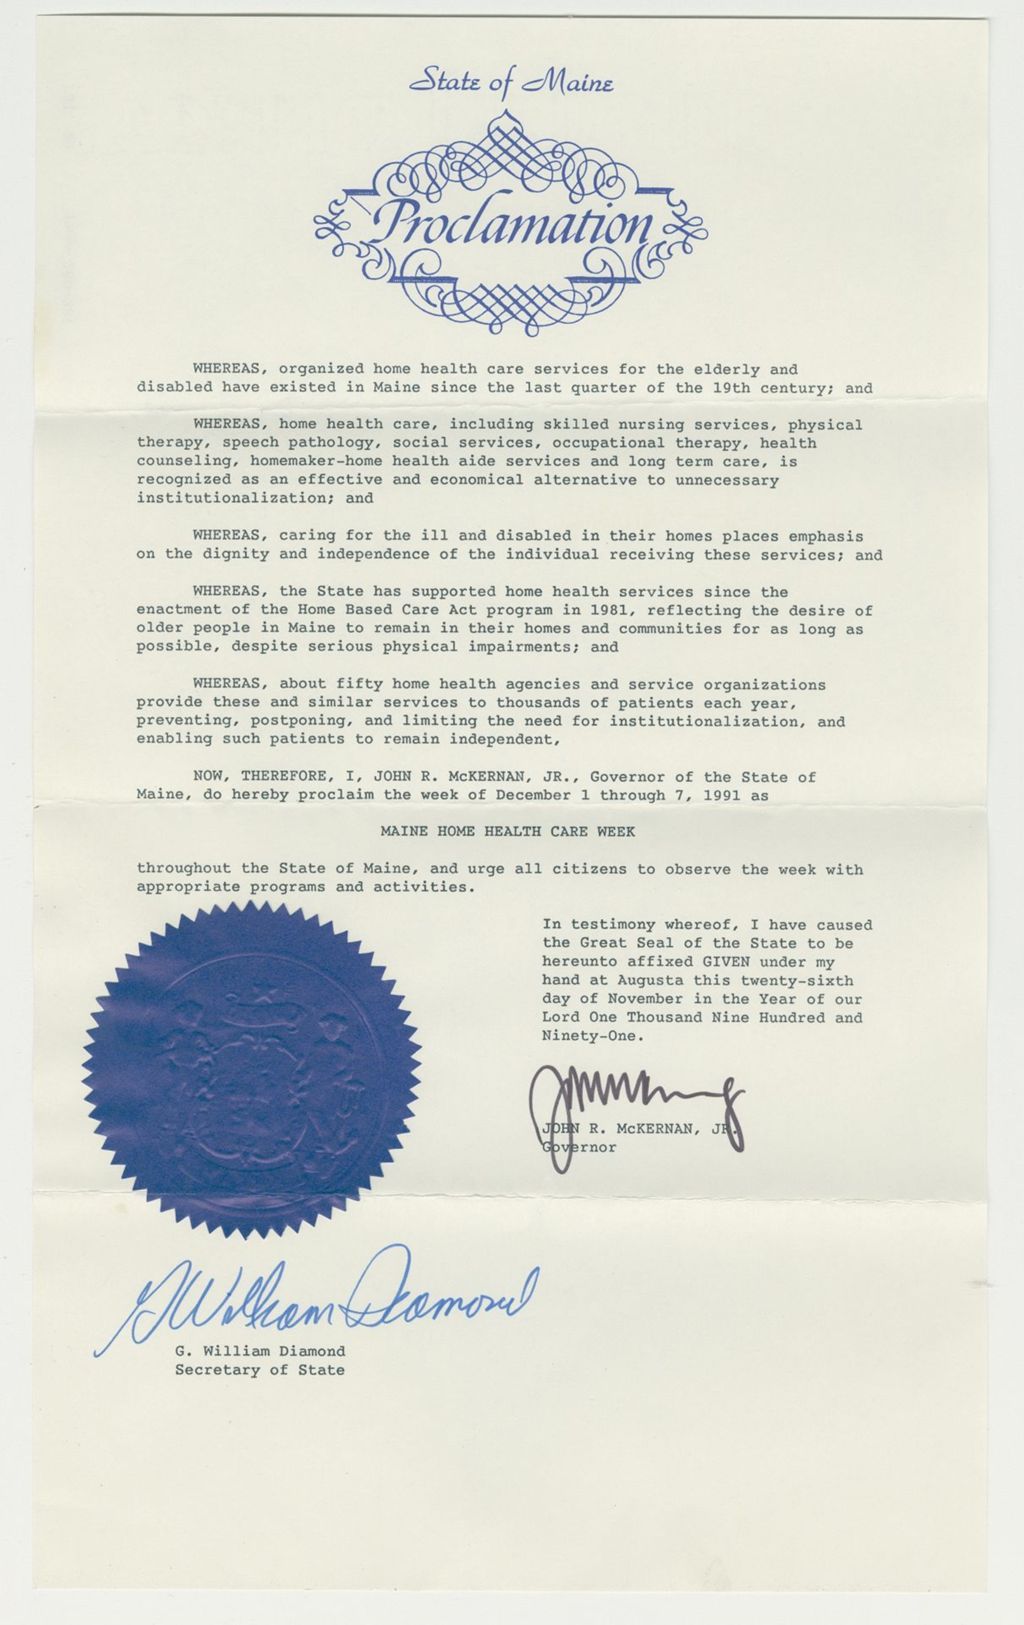 State of Maine
Proclamation
WHEREAS, organized home health care services for the elderly and
disabled have existed in Maine since the last quarter of the 19th century; and
WHEREAS, home health care, including skilled nursing services, physical
therapy, speech pathology, social services, occupational therapy, health
counseling, homemaker-home health aide services and long term care, is
recognized as an effective and economical alternative to unnecessary
institutionalization; and
WHEREAS, caring for the ill and disabled in their homes places emphasis
on the dignity and independence of the individual receiving these services; and
WHEREAS, the State has supported home health services since the
enactment of the Home Based Care Act program in 1981, reflecting the desire of
older people in Maine to remain in their homes and communities for as long as
possible, despite serious physical impairments; and
WHEREAS, about fifty home health agencies and service organizations
provide these and similar services to thousands of patients each year,
preventing, postponing, and limiting the need for institutionalization, and
enabling such patients to remain independent,
NOW, THEREFORE, I, JOHN R. McKERNAN, JR., Governor of the State of
Maine, do hereby proclaim the week of December 1 through 7, 1991 as
MAINE HOME HEALTH CARE WEEK
throughout the State of Maine, and urge all citizens to observe the week with
appropriate programs and activities.
In testimony whereof, I have caused
the Great Seal of the State to be
hereunto affixed GIVEN under my
hand at Augusta this twenty-sixth
day of November in the Year of our
Lord One Thousand Nine Hundred and
Ninety-One.
JOHN R. McKERNAN, JR.
Governor
G William Diamond
G. William Diamond
Secretary of State